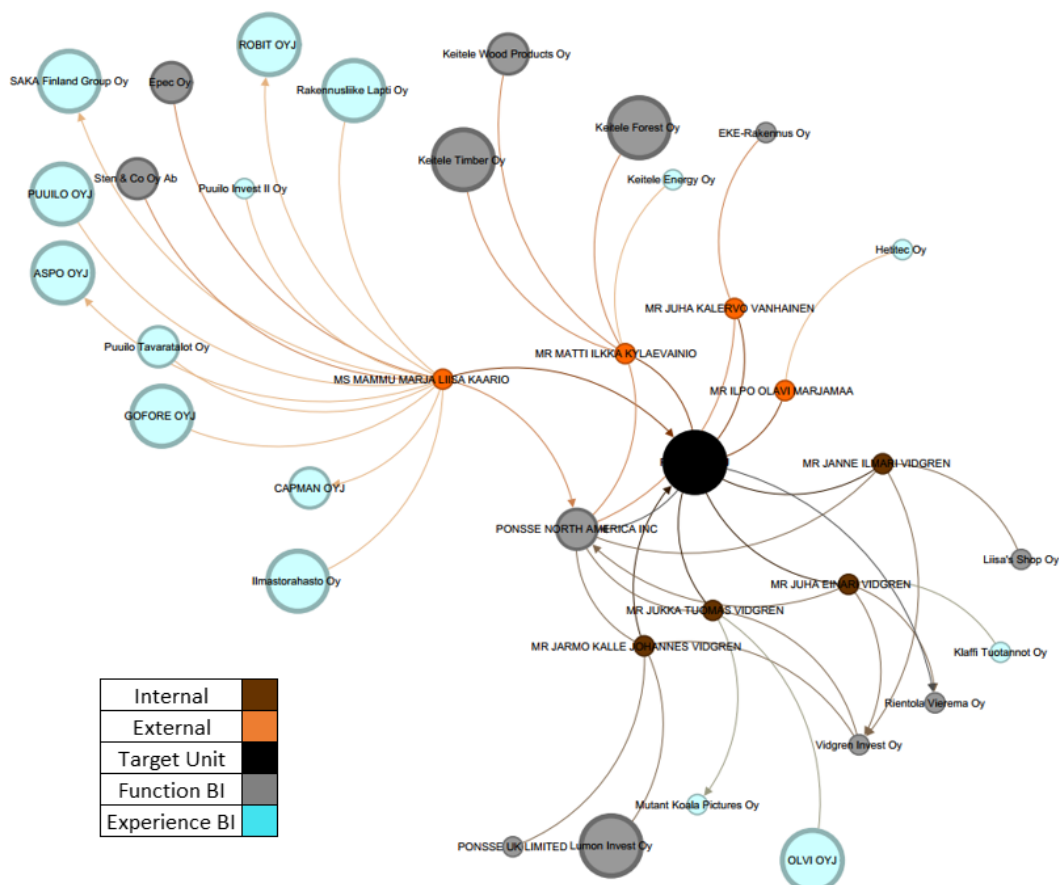 ROBIT OYJ
Keitele Wood Products Oy
SAKA Finland Group Oy
Epec Oy
Rakennusliike Lapti Oy
Keitele Forest Oy
EKE-Rakennus Oy
Keitele Timber Oy
Sten & Co Oy Ab
Keitele Energy Oy
PUUILO OYJ
Puuilo Invest II Oy
Hetitec Oy
ASPO OYJ
MR JUHA KALERVO VANHAINEN
Puuilo Tavaratalot Oy
MR MATTI ILKKA KYLAEVAINIO
MS MAMMU MARJA LIISA KAARIO
MR ILPO OLAVI MARJAMAA
GOFORE OYJ
MR JANNE ILMARI VIDGREN
CAPMAN OYJ
PONSSE NORTH AMERICA INC
Liisa's Shop Oy
Ilmastorahasto Oy
MR JUHA EINARI VIDGREN
MR JUKKA TUOMAS VIDGREN
MR JARMO KALLE JOHANNES VIDGREN
Klaffi Tuotannot Oy
Rientola Vierema Oy
Vidgren Invest Oy
Mutant Koala Pictures Oy
PONSSE UK LIMITED
Lumon Invest Oy
OLVI OYJ
Internal
External
Target Unit
Function BI
Experience BI